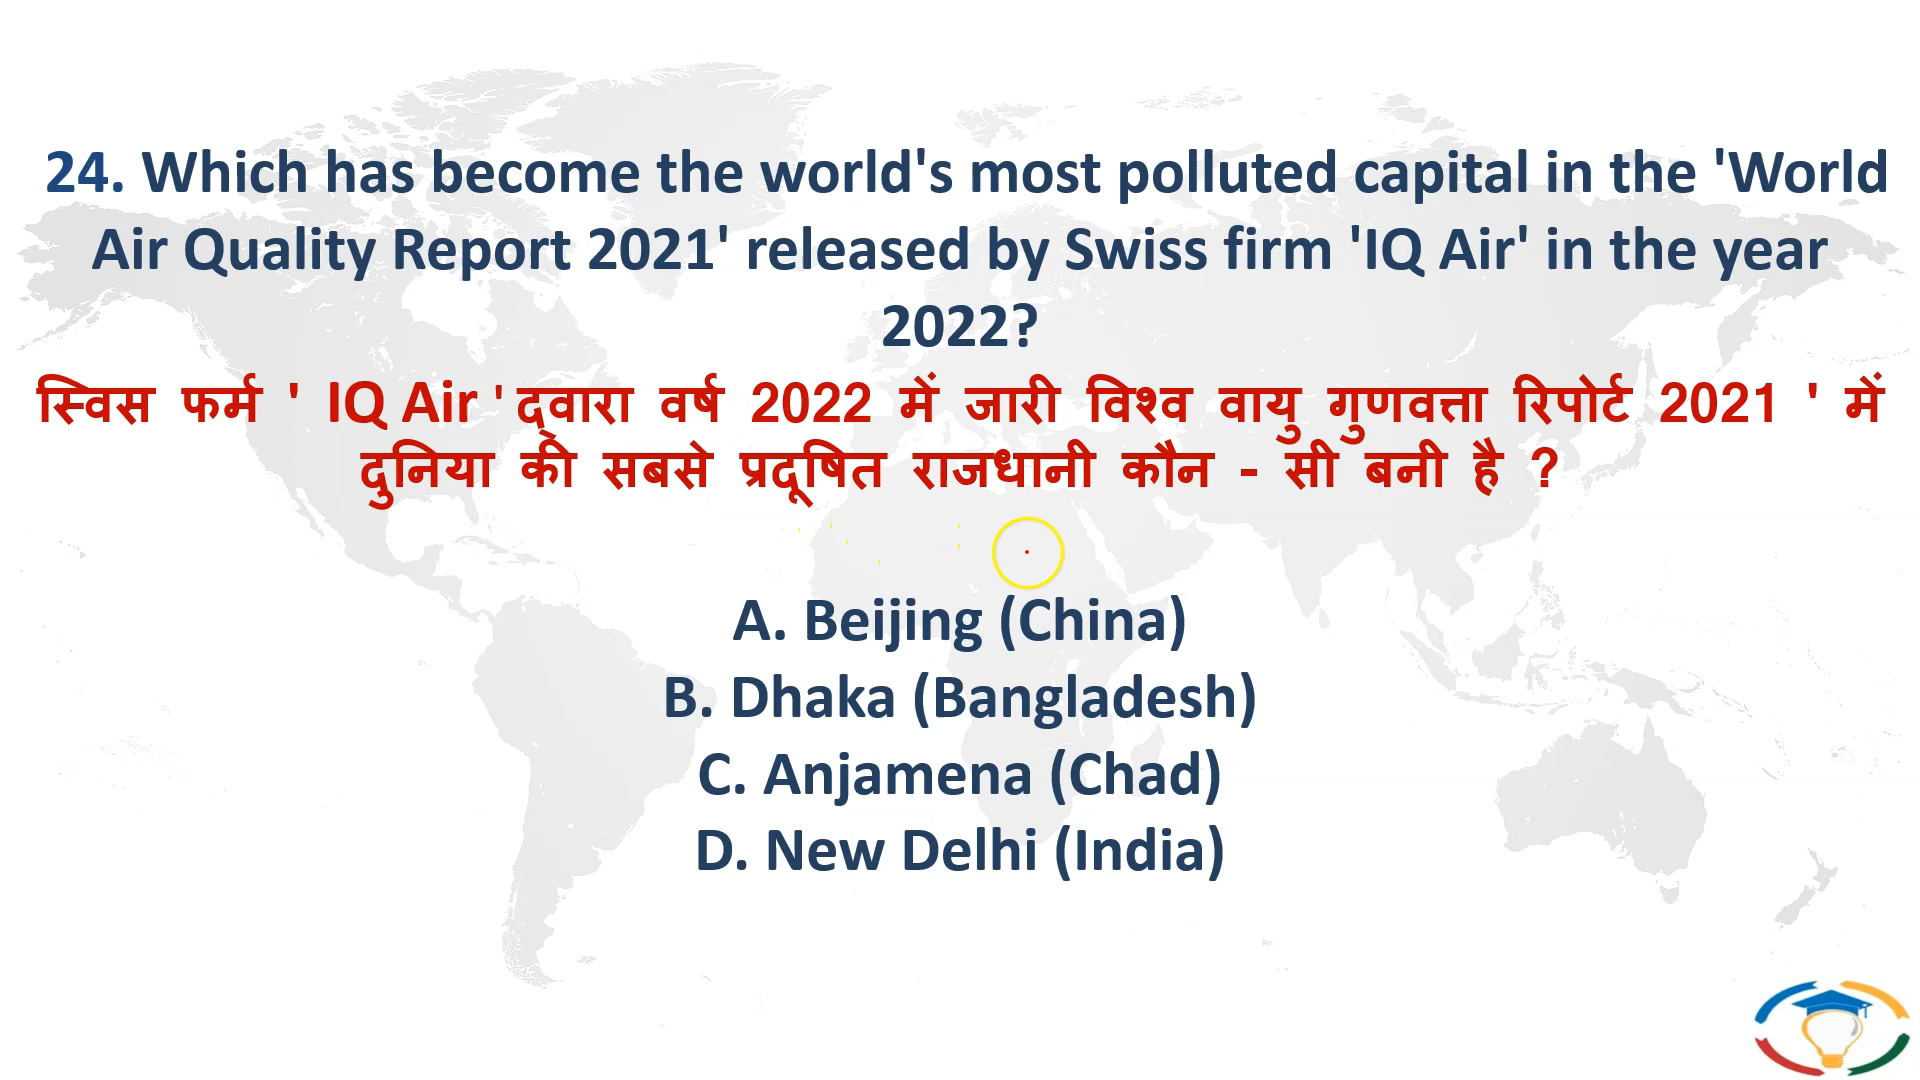 24. Which has become the world's most polluted capital in the 'World
Air Quality Report 2021' released by Swiss firm 'IQ Air' in the year
2022?
स्विस फर्म ' IQ Air ' द्वारा वर्ष 2022 में जारी विश्व वायु गुणवत्ता रिपोर्ट 2021 ' में
दुनिया की सबसे प्रदूषित राजधानी कौन - सी बनी है ?
A. Beijing (China)
B. Dhaka (Bangladesh)
C. Anjamena (Chad)
D. New Delhi (India)